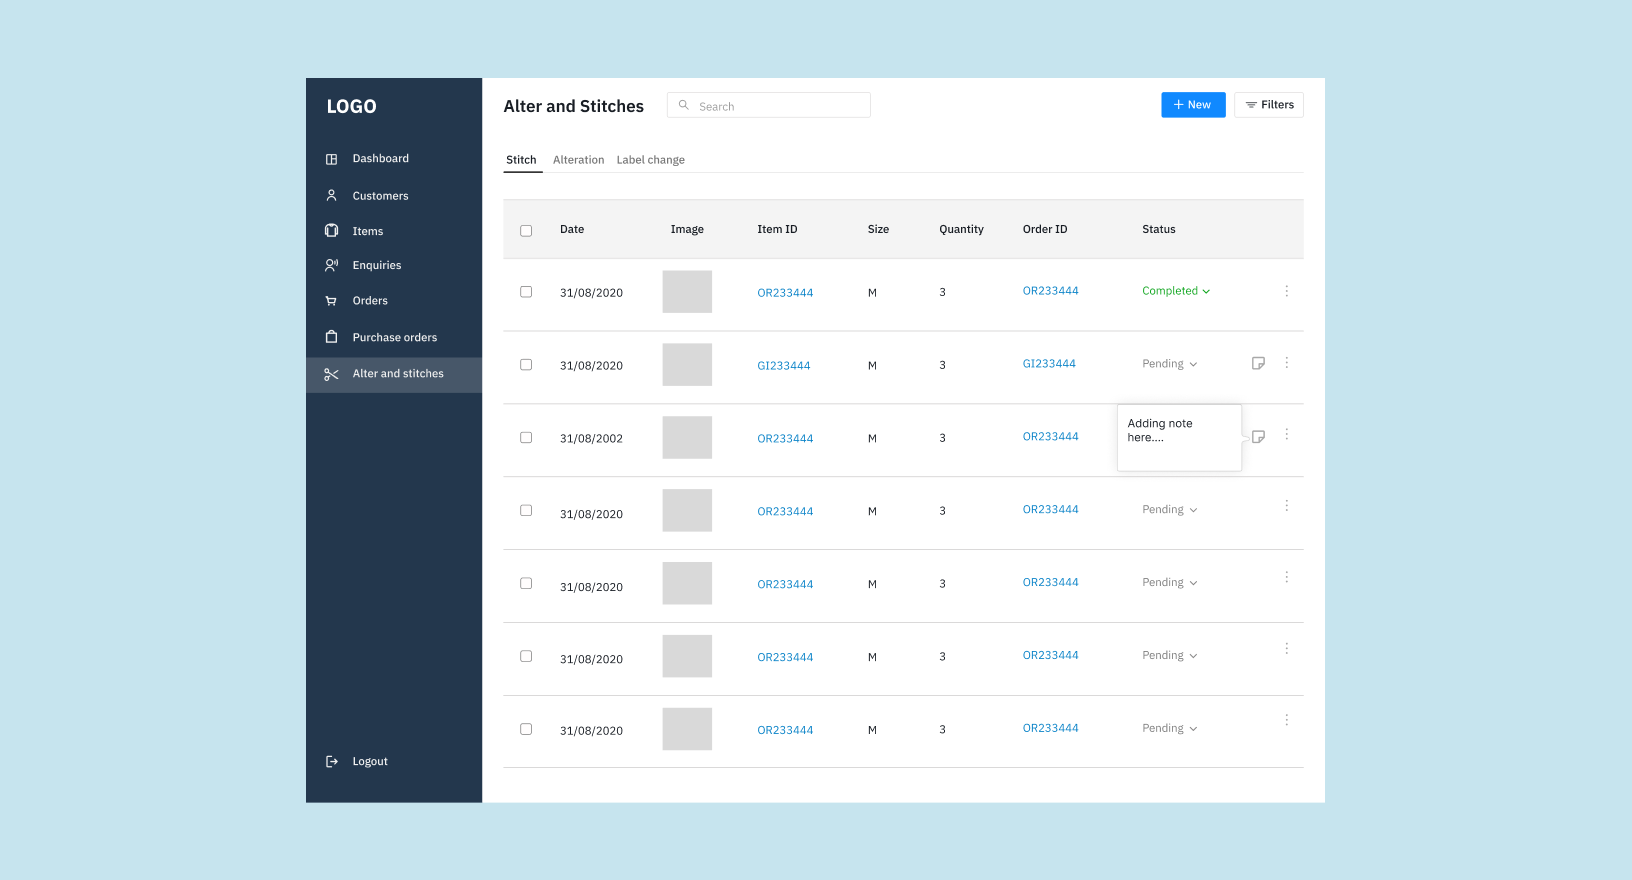 LOGO
Dashboard
Customers
Items
Enquiries
Orders
Purchase orders
Alter and stitches
Logout
Alter and Stitches
Search
New
Filters
Stitch Alteration Label change
Date Image Item ID Size Quantity Order ID Status
31/08/2020 OR233444 M 3 OR233444 Completed
31/08/2020 GI233444 M 3 GI233444 Pending
31/08/2002 OR233444 M 3 OR233444
Adding note
here....
31/08/2020 OR233444 M 3 OR233444 Pending
31/08/2020 OR233444 M 3 OR233444 Pending
31/08/2020 OR233444 M 3 OR233444 Pending
31/08/2020 OR233444 M 3 OR233444 Pending